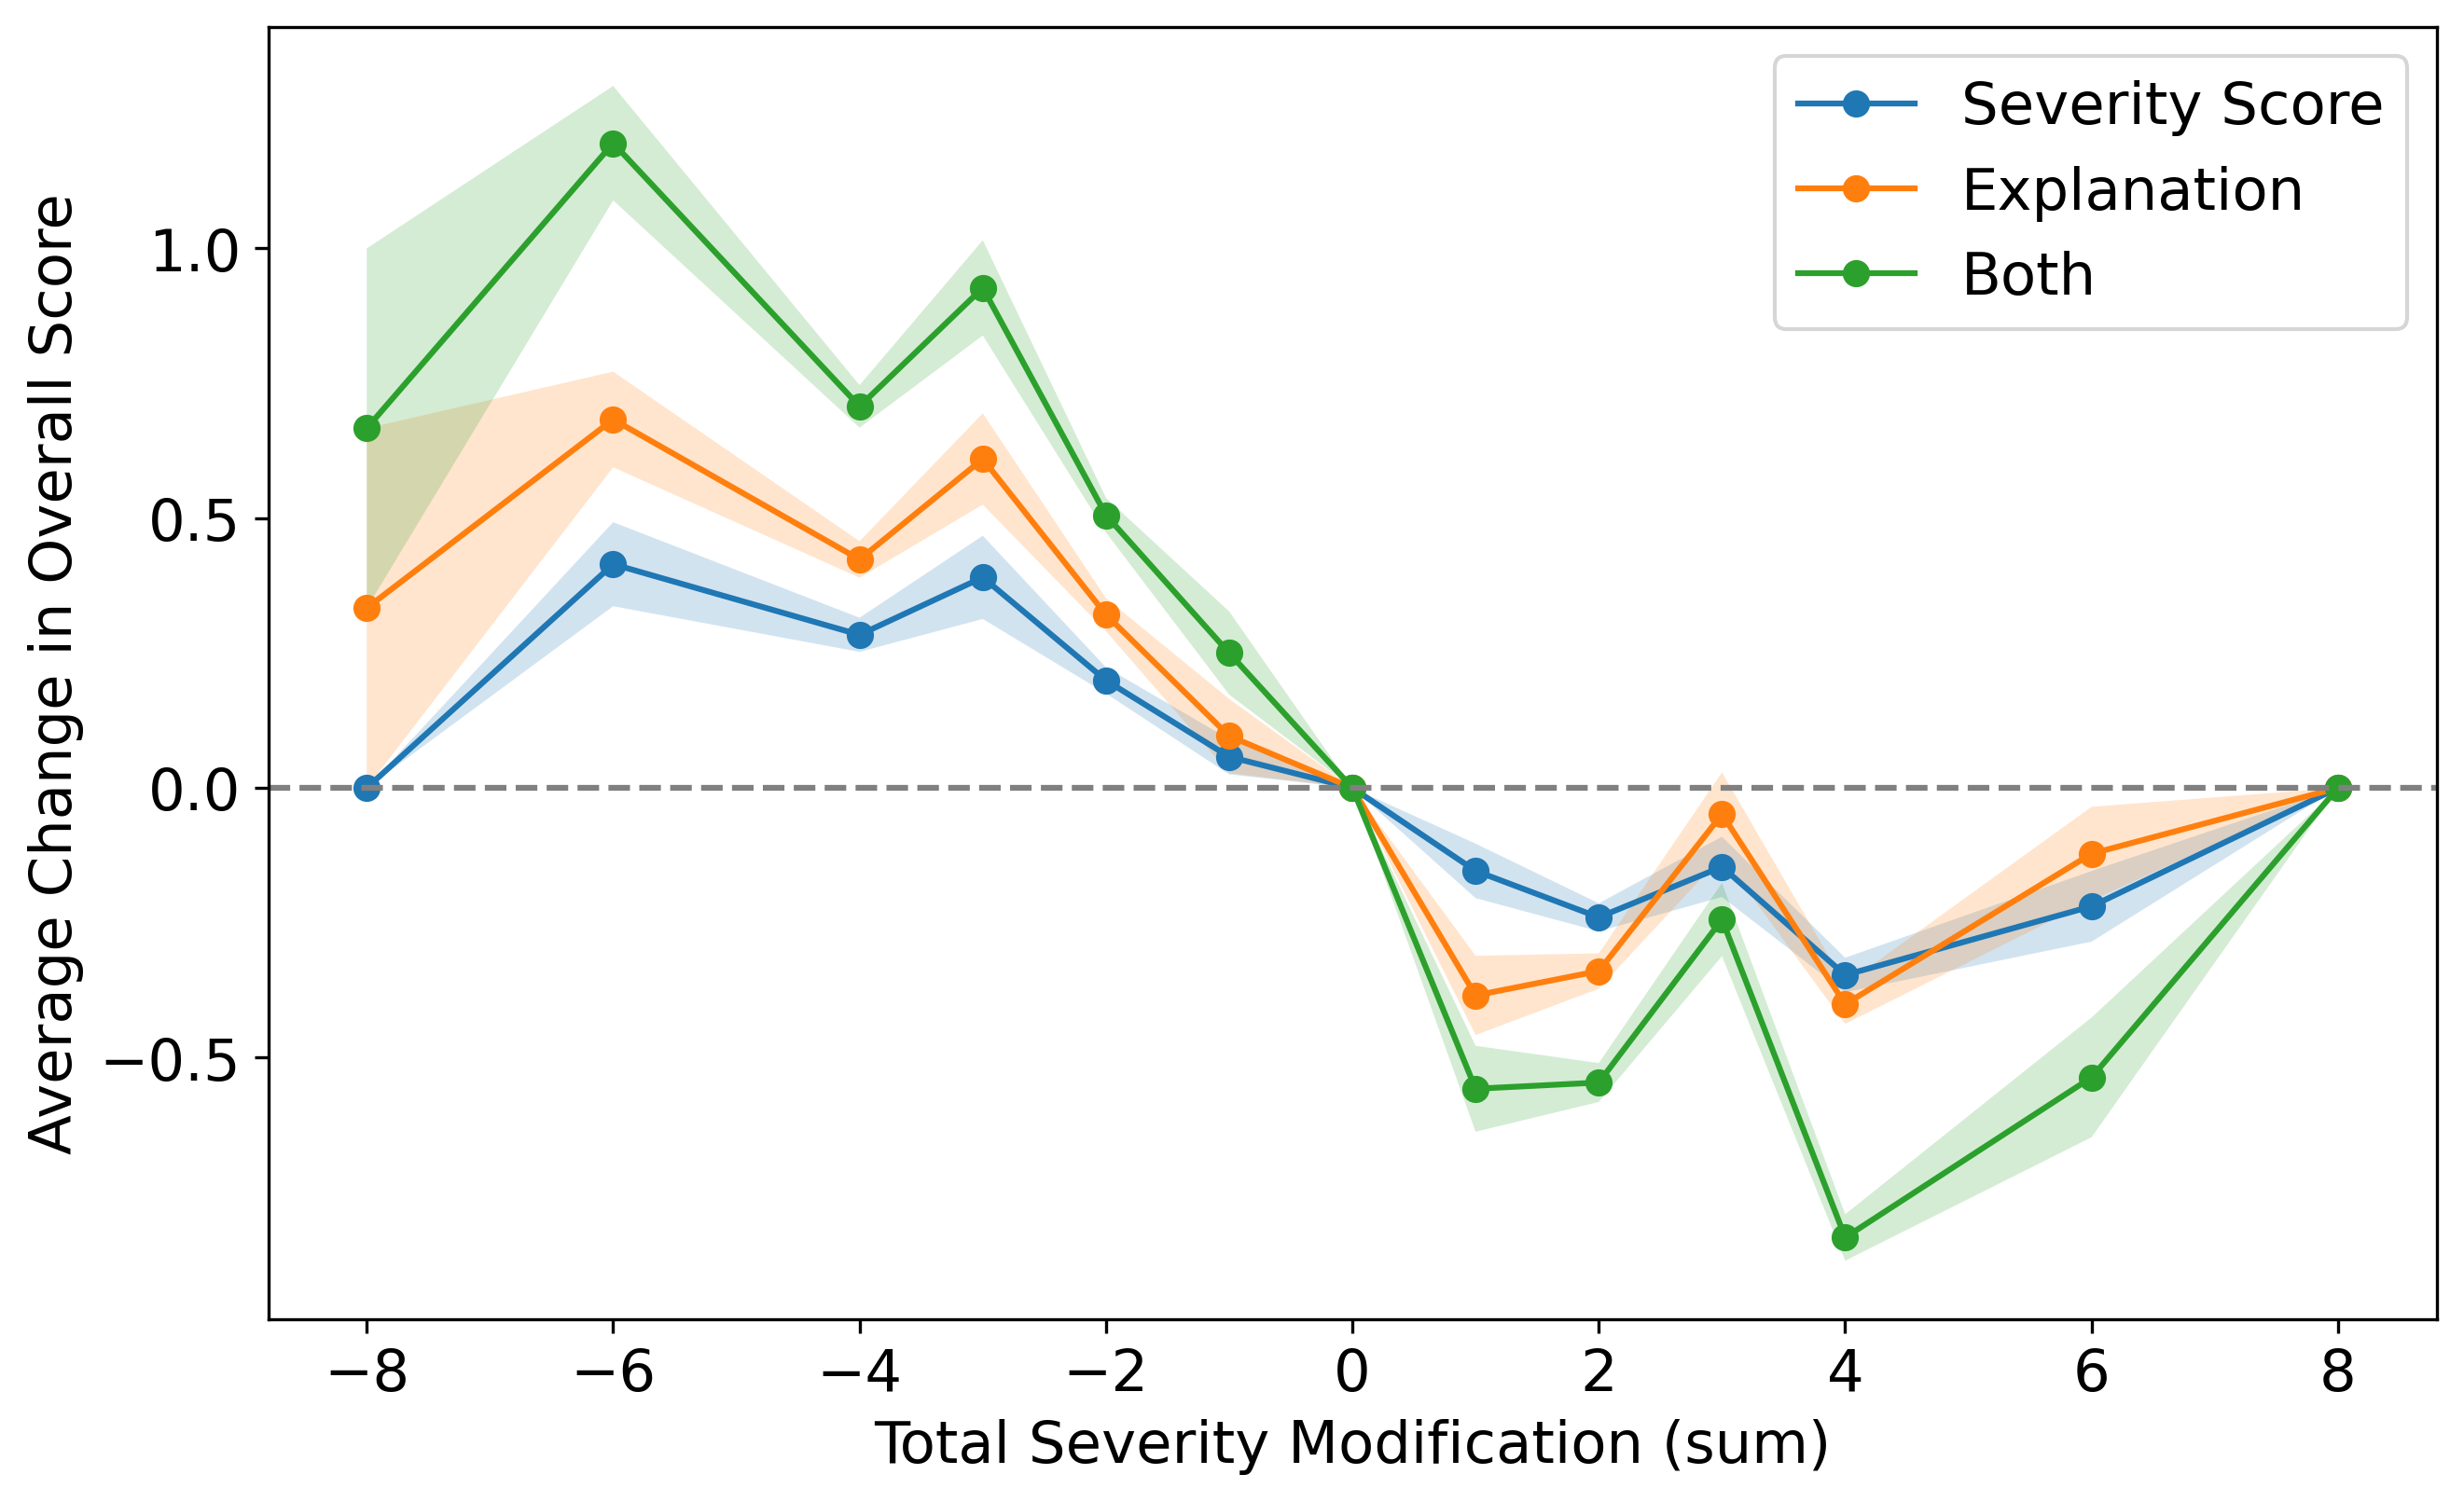 Severity Score
Explanation
Both
Average Change in Overall Score
1.0
0.5
0.0
−0.5
−8 −6 −4 −2 0 2 4 6 8
Total Severity Modification (sum)